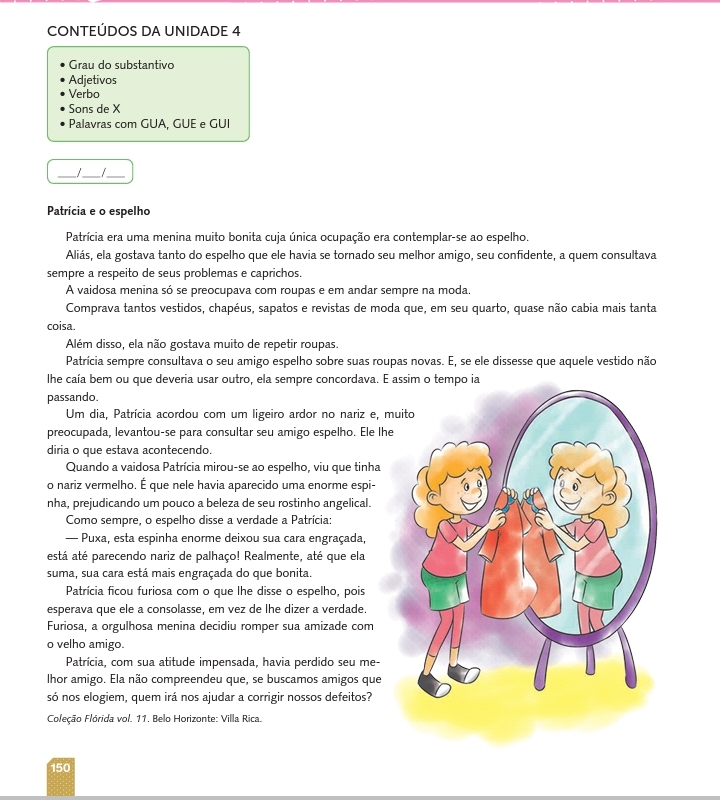 CONTEÚDOS DA UNIDADE 4
• Grau do substantivo
• Adjetivos
• Verbo
• Sons de X
• Palavras com GUA, GUE e GUI
___/___/___
Patrícia e o espelho
Patrícia era uma menina muito bonita cuja única ocupação era contemplar-se ao espelho.
Aliás, ela gostava tanto do espelho que ele havia se tornado seu melhor amigo, seu confidente, a quem consultava
sempre a respeito de seus problemas e caprichos.
A vaidosa menina só se preocupava com roupas e em andar sempre na moda.
Comprava tantos vestidos, chapéus, sapatos e revistas de moda que, em seu quarto, quase não cabia mais tanta
coisa.
Além disso, ela não gostava muito de repetir roupas.
Patrícia sempre consultava o seu amigo espelho sobre suas roupas novas. E, se ele dissesse que aquele vestido não
lhe caía bem ou que deveria usar outro, ela sempre concordava. E assim o tempo ia
passando.
Um dia, Patrícia acordou com um ligeiro ardor no nariz e, muito
preocupada, levantou-se para consultar seu amigo espelho. Ele lhe
diria o que estava acontecendo.
Quando a vaidosa Patrícia mirou-se ao espelho, viu que tinha
o nariz vermelho. É que nele havia aparecido uma enorme espi-
nha, prejudicando um pouco a beleza de seu rostinho angelical.
Como sempre, o espelho disse a verdade a Patrícia:
— Puxa, esta espinha enorme deixou sua cara engraçada,
está até parecendo nariz de palhaço! Realmente, até que ela
suma, sua cara está mais engraçada do que bonita.
Patrícia ficou furiosa com o que lhe disse o espelho, pois
esperava que ele a consolasse, em vez de lhe dizer a verdade.
Furiosa, a orgulhosa menina decidiu romper sua amizade com
o velho amigo.
Patrícia, com sua atitude impensada, havia perdido seu me-
lhor amigo. Ela não compreendeu que, se buscamos amigos que
só nos elogiem, quem irá nos ajudar a corrigir nossos defeitos?
Coleção Flórida vol. 11. Belo Horizonte: Villa Rica.
150